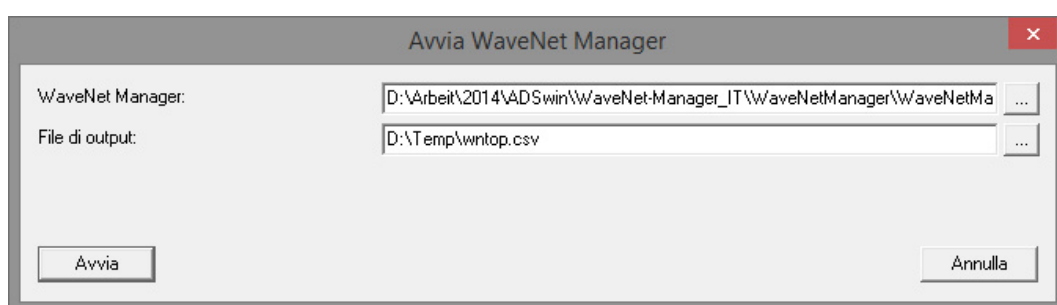 Avvia WaveNet Manager
WaveNet Manager: D:\Arbeit\2014\ADSwin\WaveNet-Manager_IT\WaveNetManager\WaveNetMa ...
File di output: D:\Temp\wntop.csv ...
Avvia Annulla